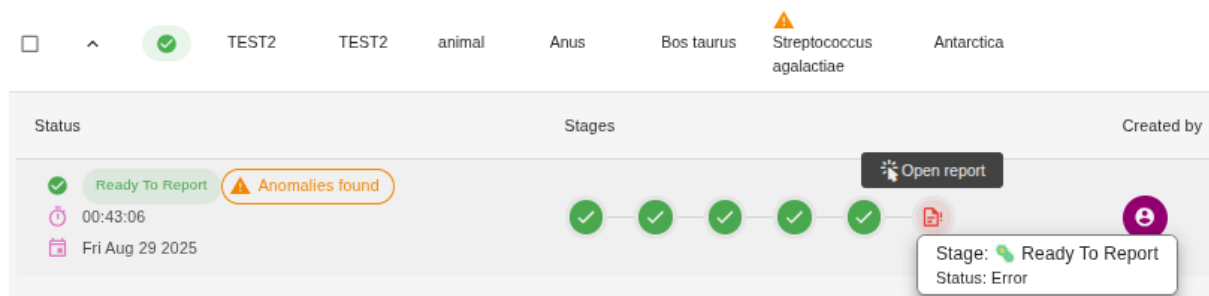 TEST2 TEST2 animal Anus Bos taurus Streptococcus agalactiae Antarctica
Status Stages Created by
Open report
Ready To Report Anomalies found
00:43:06
Fri Aug 29 2025
Stage: Ready To Report
Status: Error